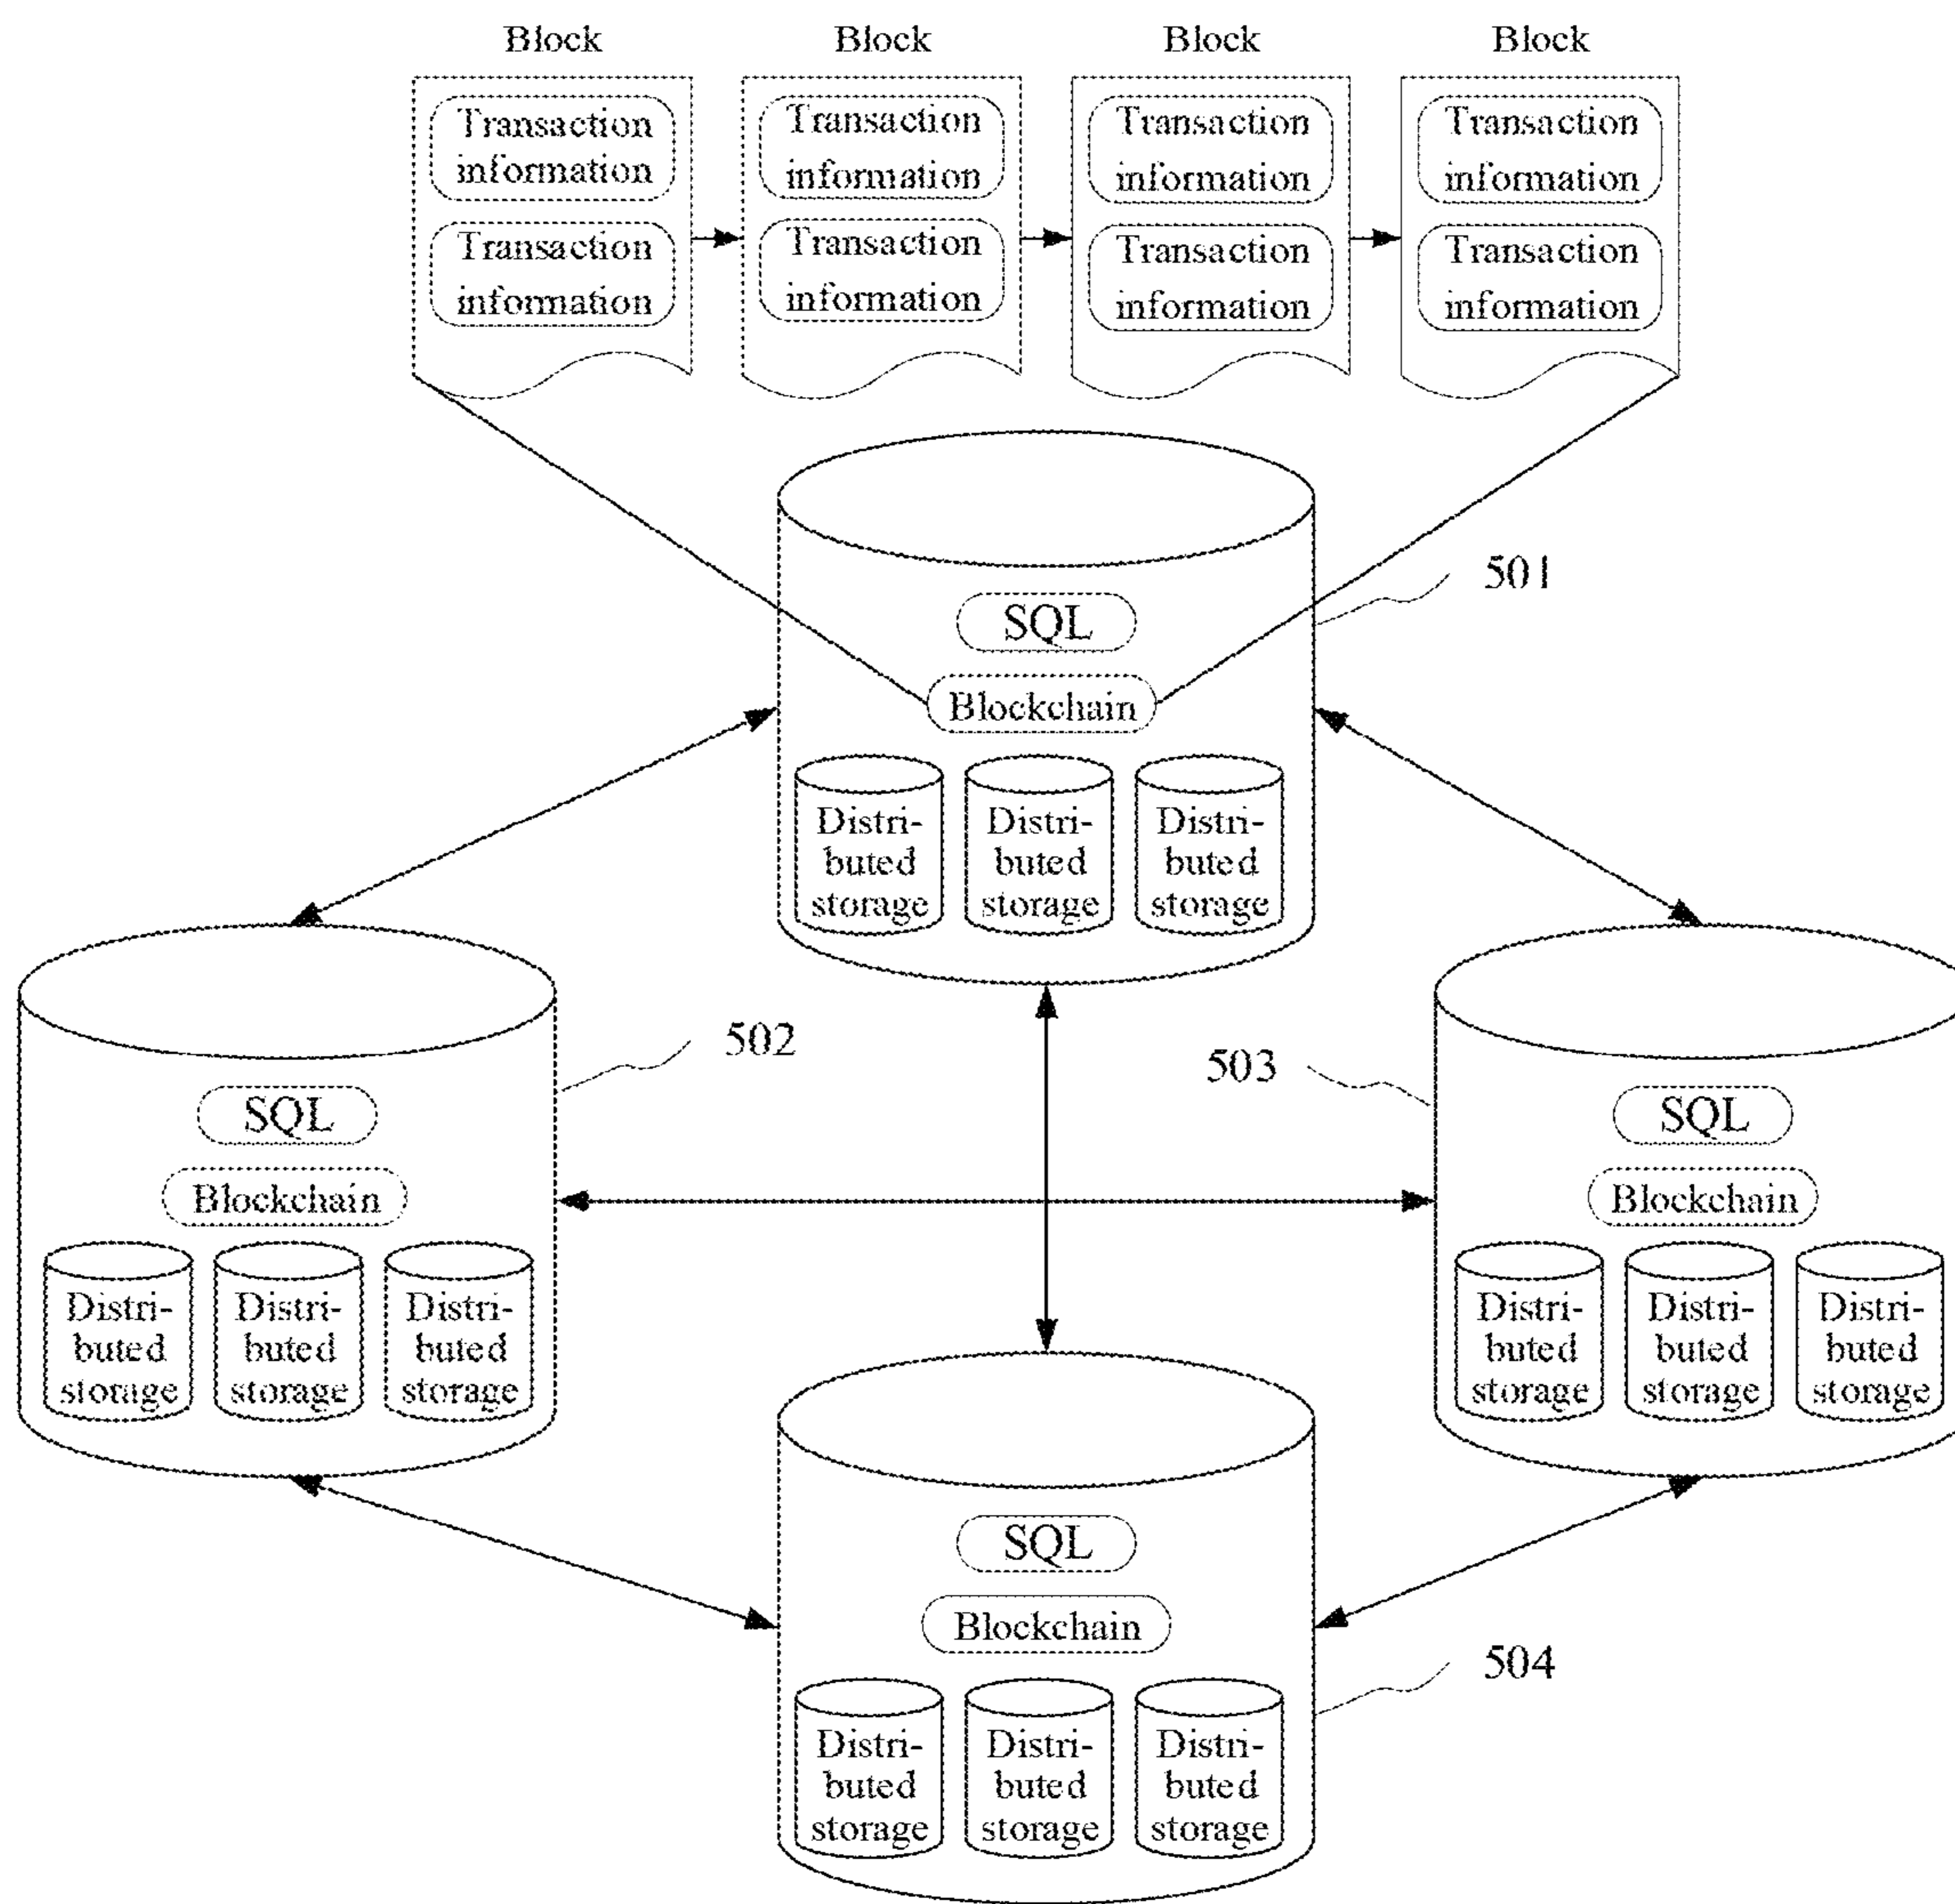 Block
Block
Block
Block
Transaction
information
Transaction
information
Transaction
information
Transaction
information
Transaction
information
Transaction
information
Transaction
information
Transaction
information
501
SQL
Blockchain
Distri-
buted
storage
Distri-
buted
storage
Distri-
buted
storage
502
SQL
Blockchain
Distri-
buted
storage
Distri-
buted
storage
Distri-
buted
storage
503
SQL
Blockchain
Distri-
buted
storage
Distri-
buted
storage
Distri-
buted
storage
SQL
Blockchain
504
Distri-
buted
storage
Distri-
buted
storage
Distri-
buted
storage